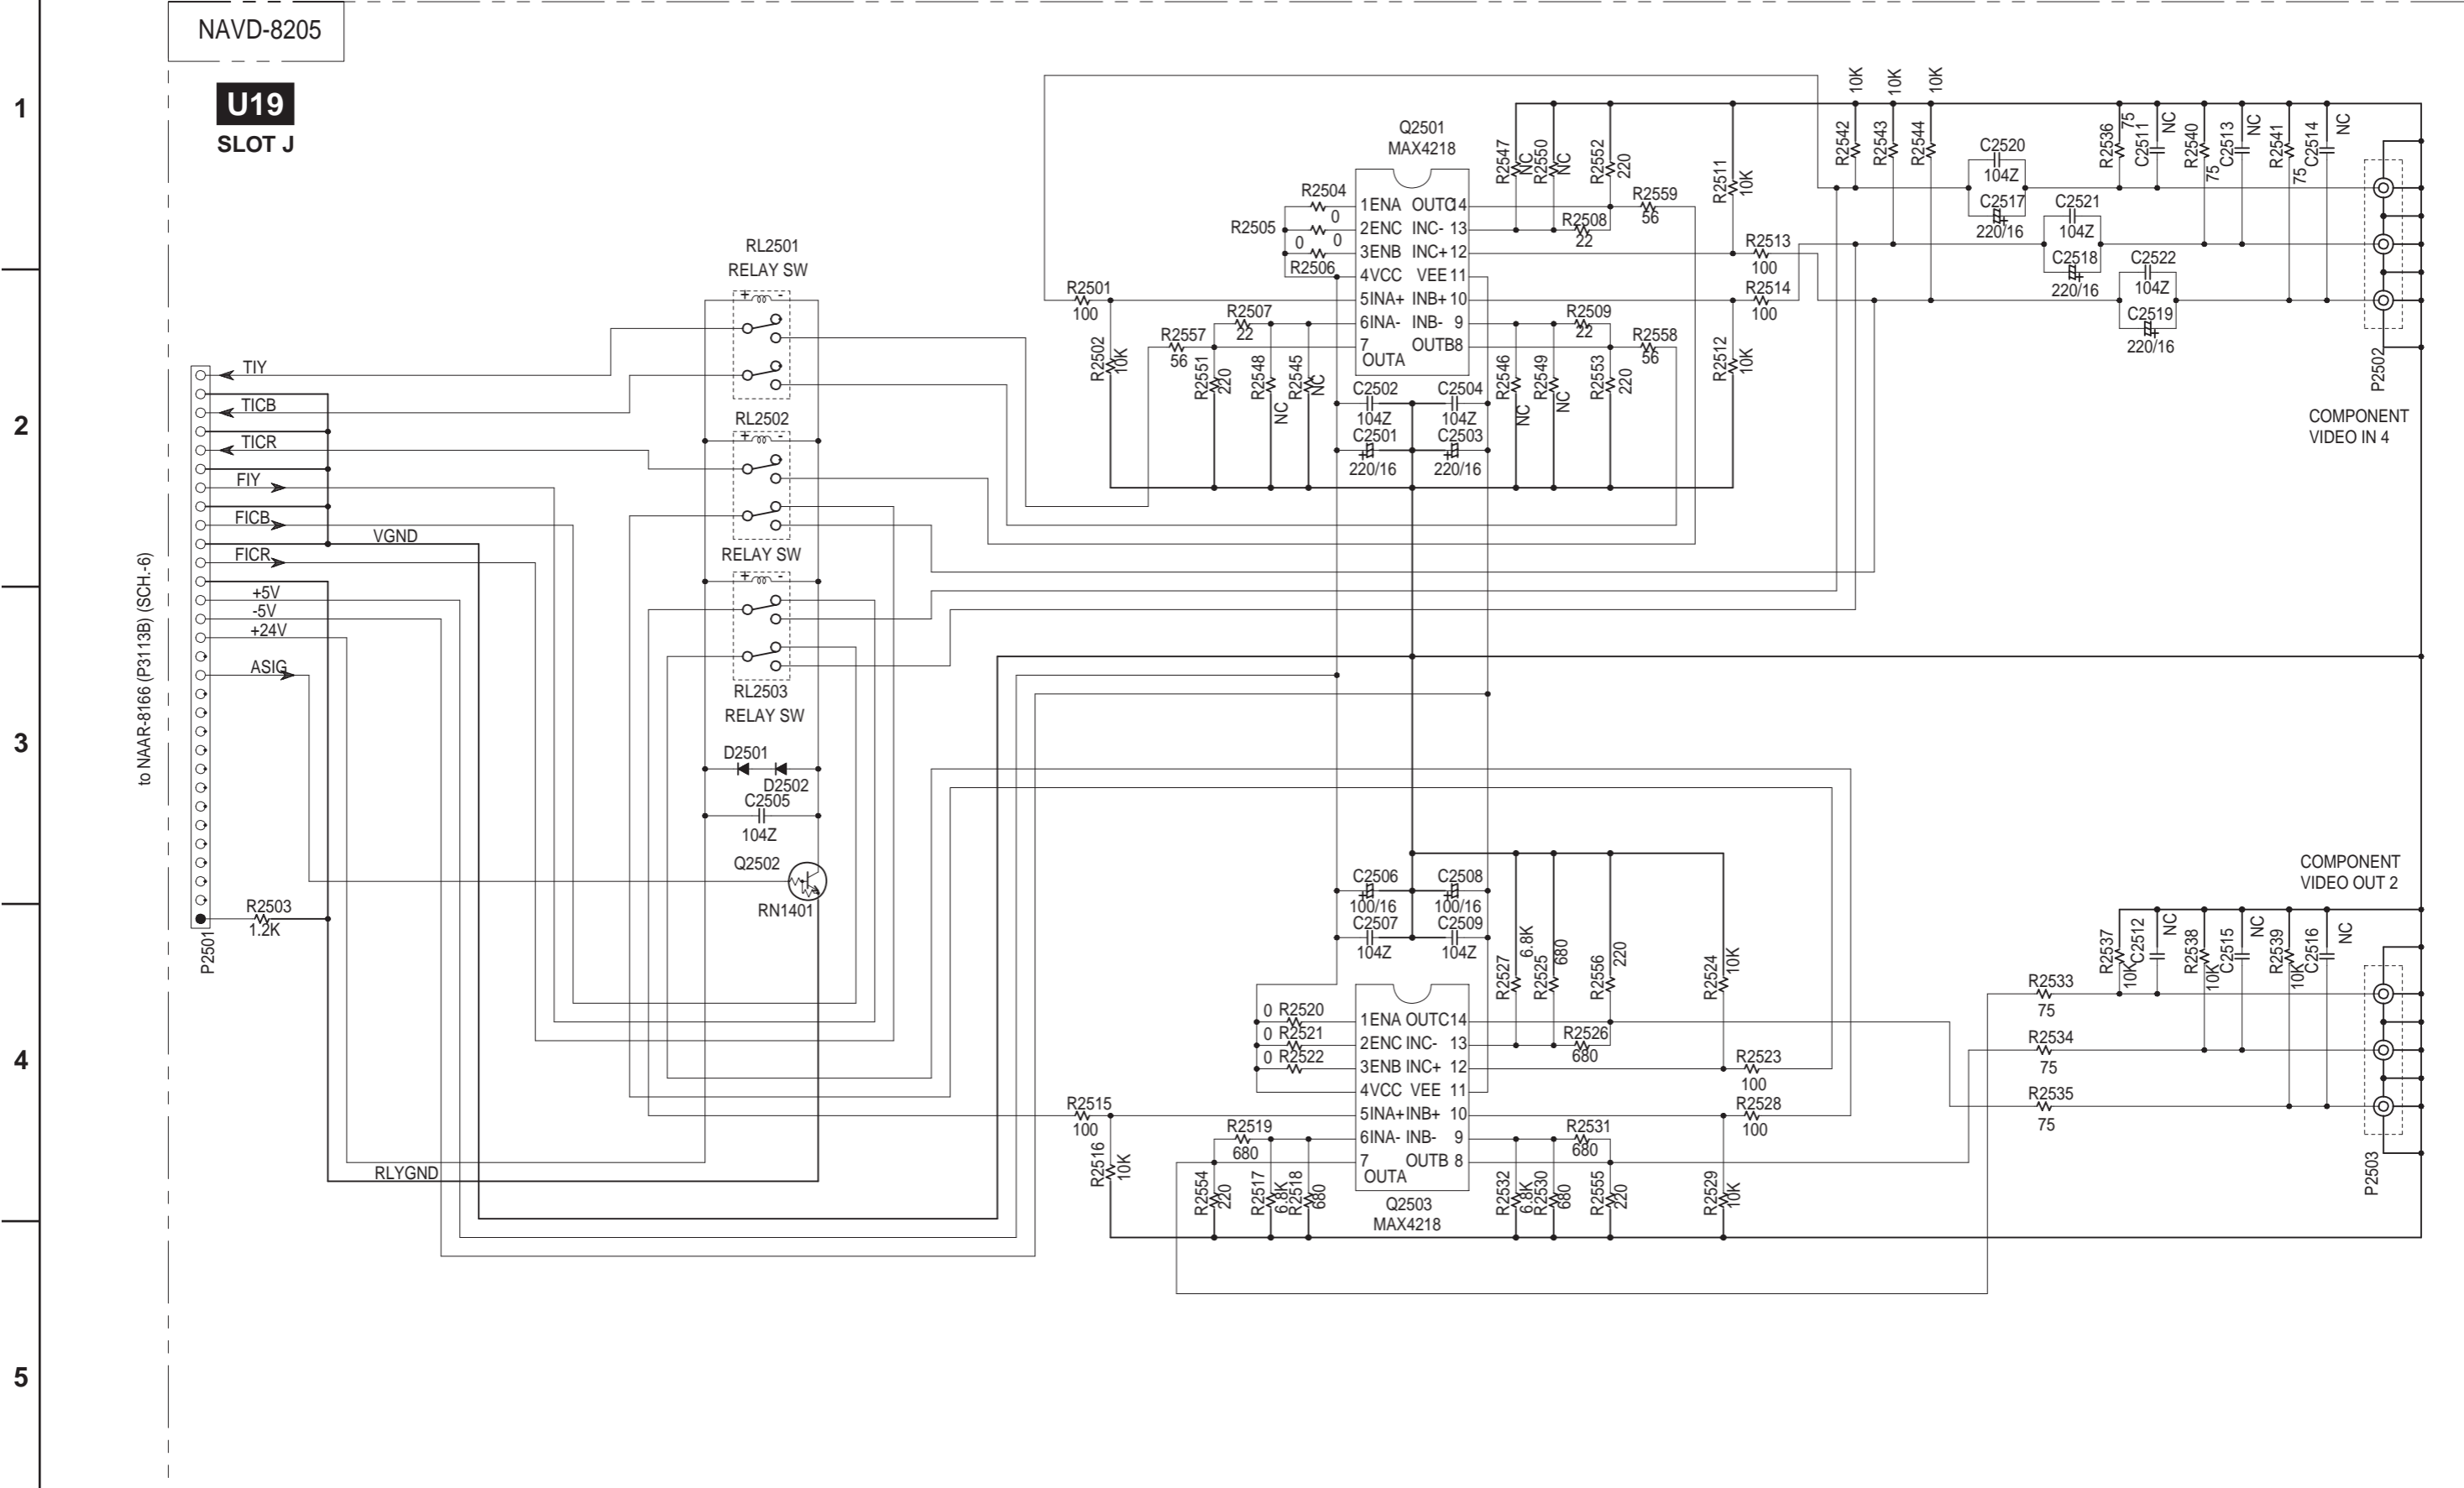 NAVD-8205
U19
SLOT J
1
2
3
4
5
to NAAR-8166 (P3113B) (SCH.-6)
TIY
TICB
TICR
FIY
FICB
VGND
FICR
+5V
-5V
+24V
ASIG
R2503
1.2K
P2501
RLYGND
RL2501
RELAY SW
+ -
RL2502
+ -
RELAY SW
+ -
RL2503
RELAY SW
D2501
D2502
C2505
104Z
Q2502
RN1401
Q2501
MAX4218
R2504
0
R2505
0
0
R2506
1ENA OUTC14
2ENC INC- 13
3ENB INC+ 12
4VCC VEE 11
5INA+ INB+ 10
6INA- INB- 9
7 OUTB8
OUTA
R2501
100
R2502
10K
R2557
56
R2507
22
R2551
220
R2548
NC
R2545
NC
C2502
104Z
C2504
104Z
C2501
220/16
C2503
220/16
R2547
NC
R2550
NC
R2552
220
R2559
56
R2508
22
R2511
10K
R2513
100
R2514
100
R2509
22
R2558
56
R2546
NC
R2549
NC
R2553
220
R2512
10K
10K
10K
10K
R2542
R2543
R2544
C2520
104Z
C2517
220/16
C2521
104Z
C2518
220/16
C2522
104Z
C2519
220/16
R2536
75
C2511
NC
R2540
75
C2513
NC
R2541
75
C2514
NC
P2502
COMPONENT
VIDEO IN 4
C2506
100/16
C2508
100/16
C2507
104Z
C2509
104Z
R2527
6.8K
R2525
680
R2556
220
R2524
10K
0 R2520
0 R2521
0 R2522
1ENA OUTC14
2ENC INC- 13
3ENB INC+ 12
4VCC VEE 11
5INA+INB+ 10
6INA- INB- 9
7 OUTB 8
OUTA
Q2503
MAX4218
R2526
680
R2523
100
R2528
100
R2515
100
R2516
10K
R2519
680
R2554
220
R2517
6.8K
R2518
680
R2531
680
R2532
6.8K
R2530
680
R2555
220
R2529
10K
COMPONENT
VIDEO OUT 2
R2537
10K
C2512
NC
R2538
10K
C2515
NC
R2539
10K
C2516
NC
R2533
75
R2534
75
R2535
75
P2503